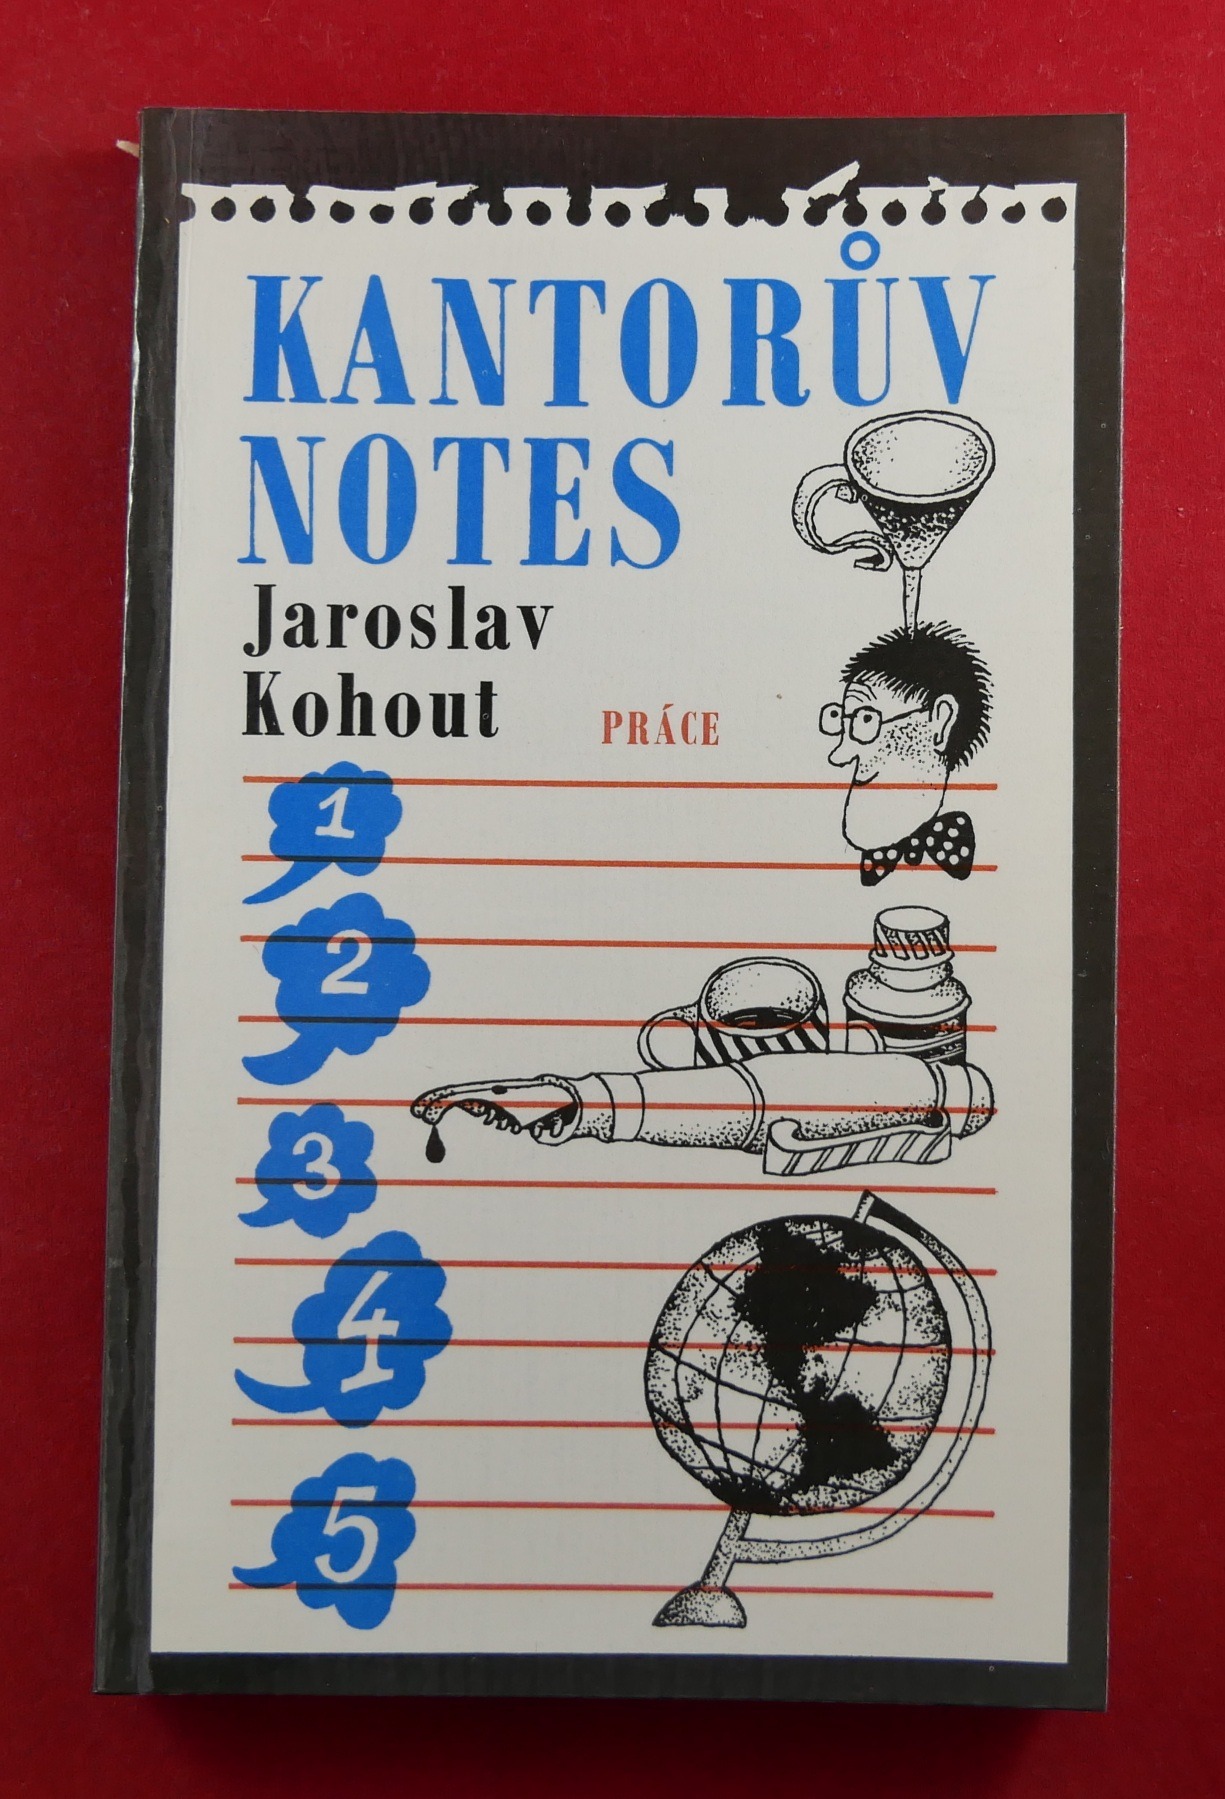 KANTORŮV
NOTES
Jaroslav
Kohout
PRÁCE
1
2
3
4
5